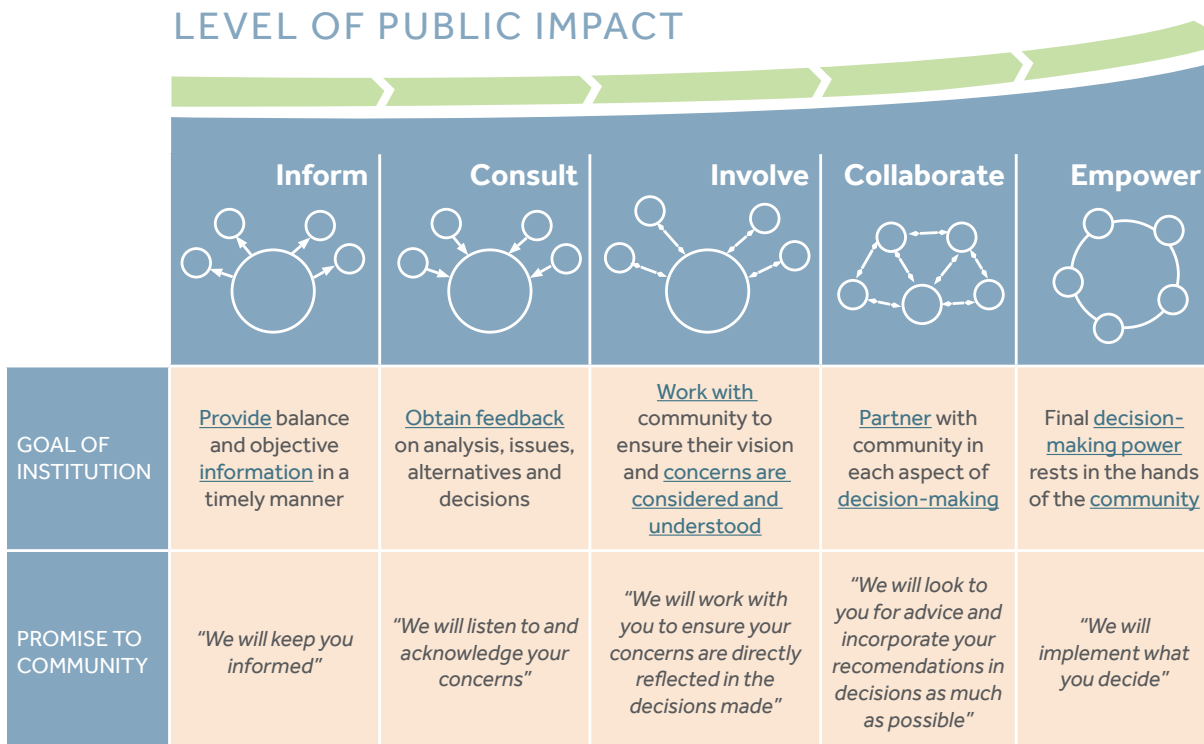 LEVEL OF PUBLIC IMPACT
Inform
Consult
Involve
Collaborate
Empower
GOAL OF
INSTITUTION
Provide balance
and objective
information in a
timely manner
Obtain feedback
on analysis, issues,
alternatives and
decisions
Work with
community to
ensure their vision
and concerns are
considered and
understood
Partner with
community in
each aspect of
decision-making
Final decision-
making power
rests in the hands
of the community
PROMISE TO
COMMUNITY
“We will keep you
informed”
“We will listen to and
acknowledge your
concerns”
“We will work with
you to ensure your
concerns are directly
reflected in the
decisions made”
“We will look to
you for advice and
incorporate your
recomendations in
decisions as much
as possible”
“We will
implement what
you decide”